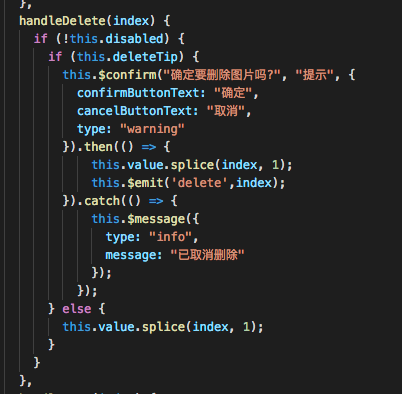 },
handleDelete(index) {
if (!this.disabled) {
if (this.deleteTip) {
this.$confirm("确定要删除图片吗?", "提示", {
confirmButtonText: "确定",
cancelButtonText: "取消",
type: "warning"
}).then(() => {
this.value.splice(index, 1);
this.$emit('delete',index);
}).catch(() => {
this.$message({
type: "info",
message: "已取消删除"
});
});
} else {
this.value.splice(index, 1);
}
}
},